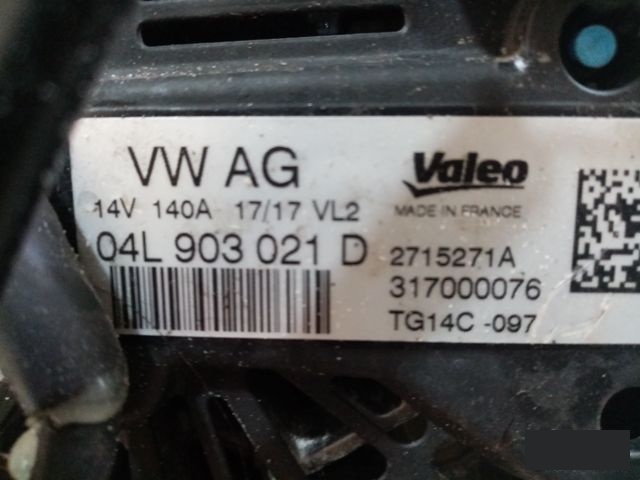 VW AG
14V 140A 17/17 VL2
04L 903 021 D
Valeo
MADE IN FRANCE
2715271A
317000076
TG14C -097